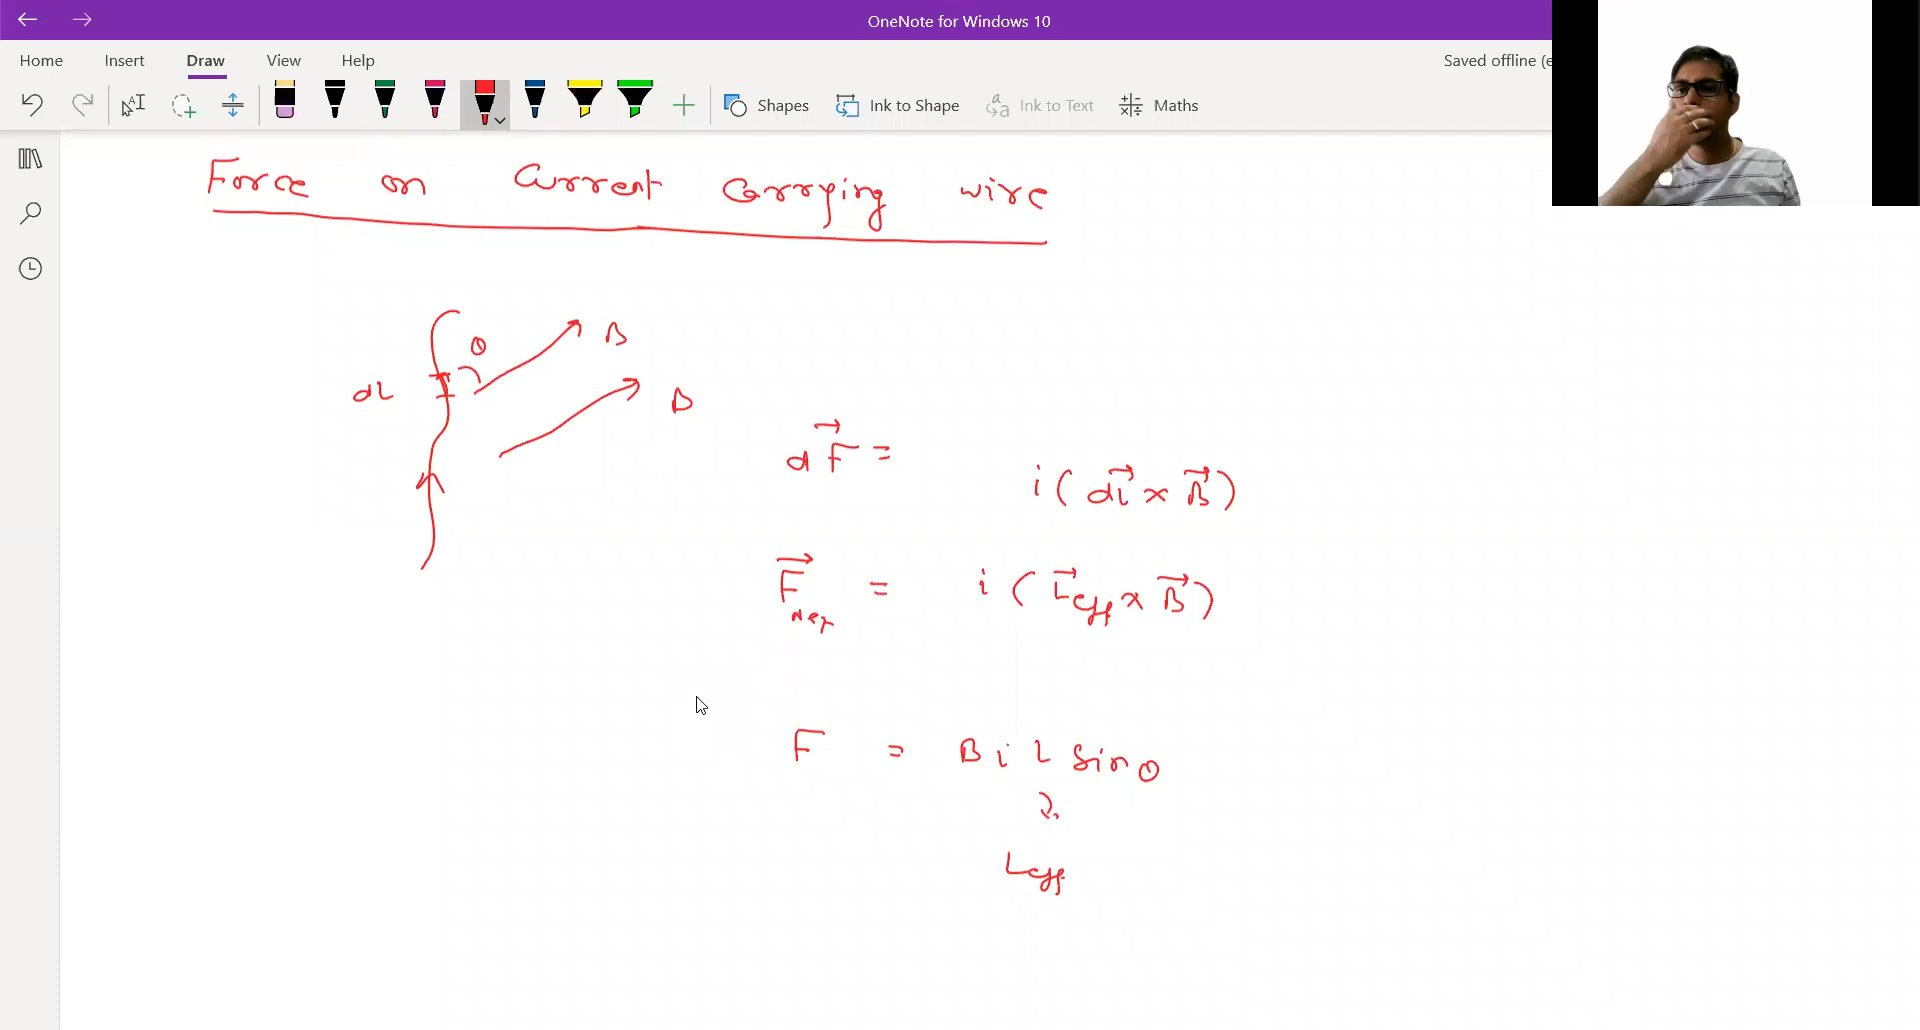 OneNote for Windows 10
Home Insert Draw View Help
Saved offline (e
Shapes Ink to Shape Ink to Text Maths
Force on Current Carrying wire
θ
B
dL
B
dF⃗ =
i ( dL⃗ × B⃗ )
F⃗net = i ( L⃗eff × B⃗ )
F = B i L Sin θ
Leff